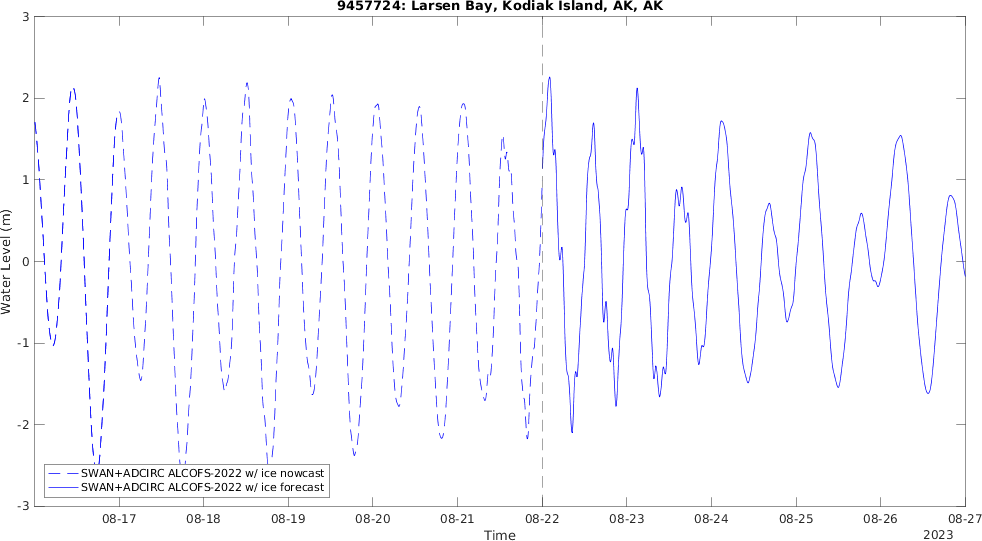 9457724: Larsen Bay, Kodiak Island, AK, AK
3
2
1
0
-1
-2
-3
Water Level (m)
SWAN+ADCIRC ALCOFS-2022 w/ ice nowcast
SWAN+ADCIRC ALCOFS-2022 w/ ice forecast
08-17 08-18 08-19 08-20 08-21 08-22 08-23 08-24 08-25 08-26 08-27
Time
2023